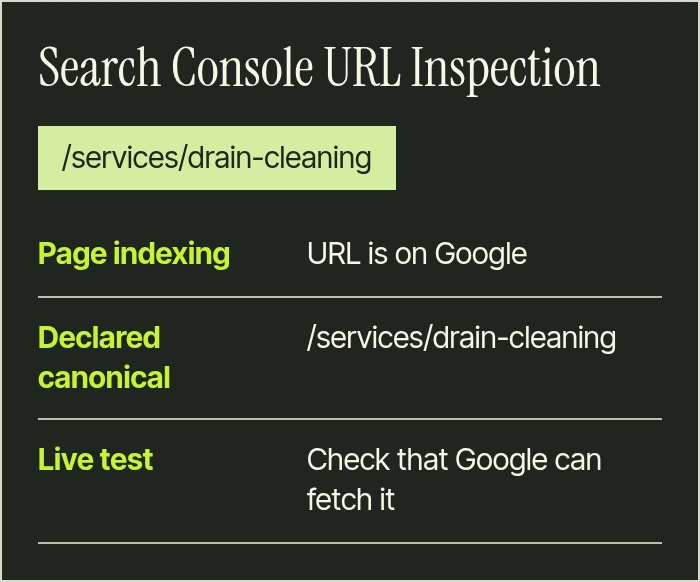 Search Console URL Inspection
/services/drain-cleaning
Page indexing
URL is on Google
Declared
canonical
/services/drain-cleaning
Live test
Check that Google can
fetch it